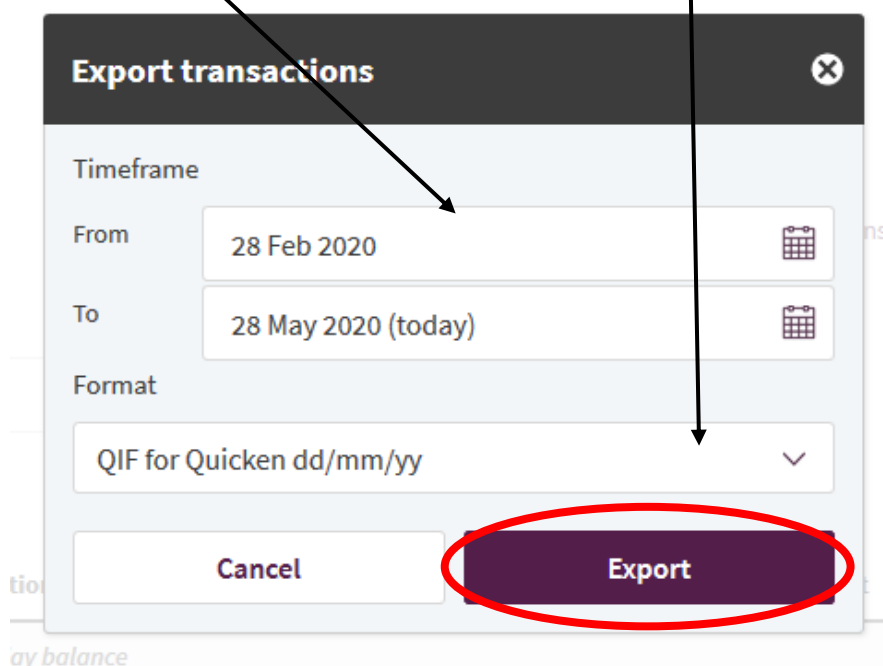 Export transactions
Timeframe
From
28 Feb 2020
To
28 May 2020 (today)
Format
QIF for Quicken dd/mm/yy
Cancel
Export
balance